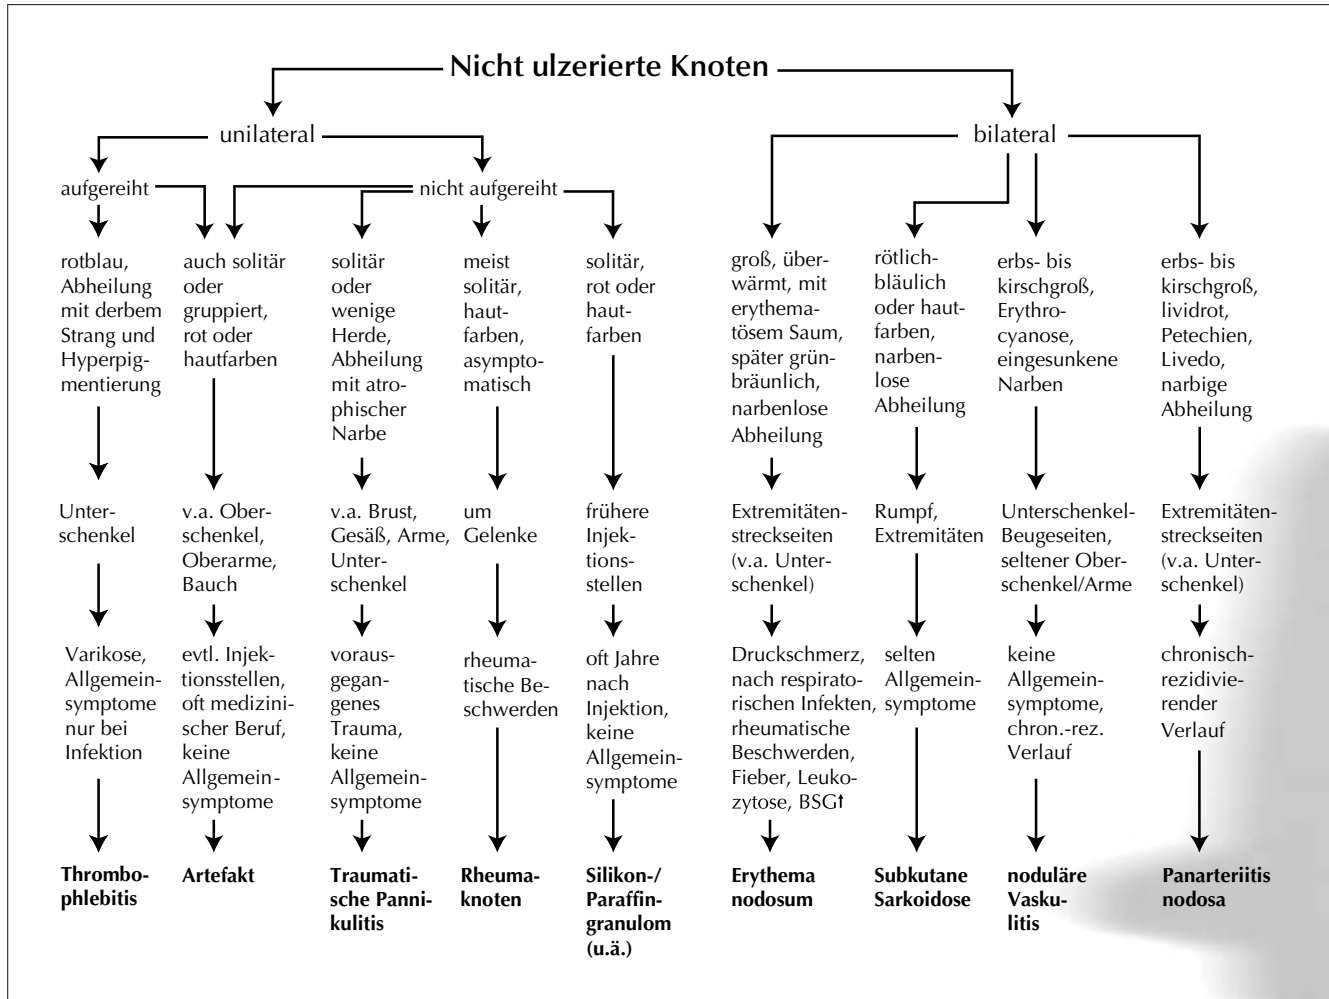 Nicht ulzerierte Knoten
unilateral
bilateral
aufgereiht
nicht aufgereiht
rotblau,
Abheilung
mit derbem
Strang und
Hyperpig-
mentierung
auch solitär
oder
gruppiert,
rot oder
hautfarben
solitär
oder
wenige
Herde,
Abheilung
mit atro-
phischer
Narbe
meist
solitär,
haut-
farben,
asympto-
matisch
solitär,
rot oder
haut-
farben
groß, über-
wärmt, mit
erythema-
tösem Saum,
später grün-
bräunlich,
narbenlose
Abheilung
rötlich-
bläulich
oder haut-
farben,
narben-
lose
Abheilung
erbs- bis
kirschgroß,
Erythro-
cyanose,
eingesunkene
Narben
erbs- bis
kirschgroß,
lividrot,
Petechien,
Livedo,
narbige
Abheilung
Unter-
schenkel
v.a. Ober-
schenkel,
Oberarme,
Bauch
v.a. Brust,
Gesäß, Arme,
Unter-
schenkel
um
Gelenke
frühere
Injek-
tions-
stellen
Extremitäten-
streckseiten
(v.a. Unter-
schenkel)
Rumpf,
Extremitäten
Unterschenkel-
Beugeseiten,
seltener Ober-
schenkel/Arme
Extremitäten-
streckseiten
(v.a. Unter-
schenkel)
Varikose,
Allgemein-
symptome
nur bei
Infektion
evtl. Injek-
tionsstellen,
oft medizini-
scher Beruf,
keine
Allgemein-
symptome
voraus-
gegan-
genes
Trauma,
keine
Allgemein-
symptome
rheuma-
tische Be-
schwerden
oft Jahre
nach
Injektion,
keine
Allgemein-
symptome
Druckschmerz,
nach respirato-
rischen Infekten,
rheumatische
Beschwerden,
Fieber, Leuko-
zytose, BSG↑
selten
Allgemein-
symptome
keine
Allgemein-
symptome,
chron.-rez.
Verlauf
chronisch-
rezidivie-
render
Verlauf
Thrombo-
phlebitis
Artefakt
Traumati-
sche Panni-
kulitis
Rheuma-
knoten
Silikon-/
Paraffin-
granulom
(u.ä.)
Erythema
nodosum
Subkutane
Sarkoidose
noduläre
Vasku-
litis
Panarteriitis
nodosa